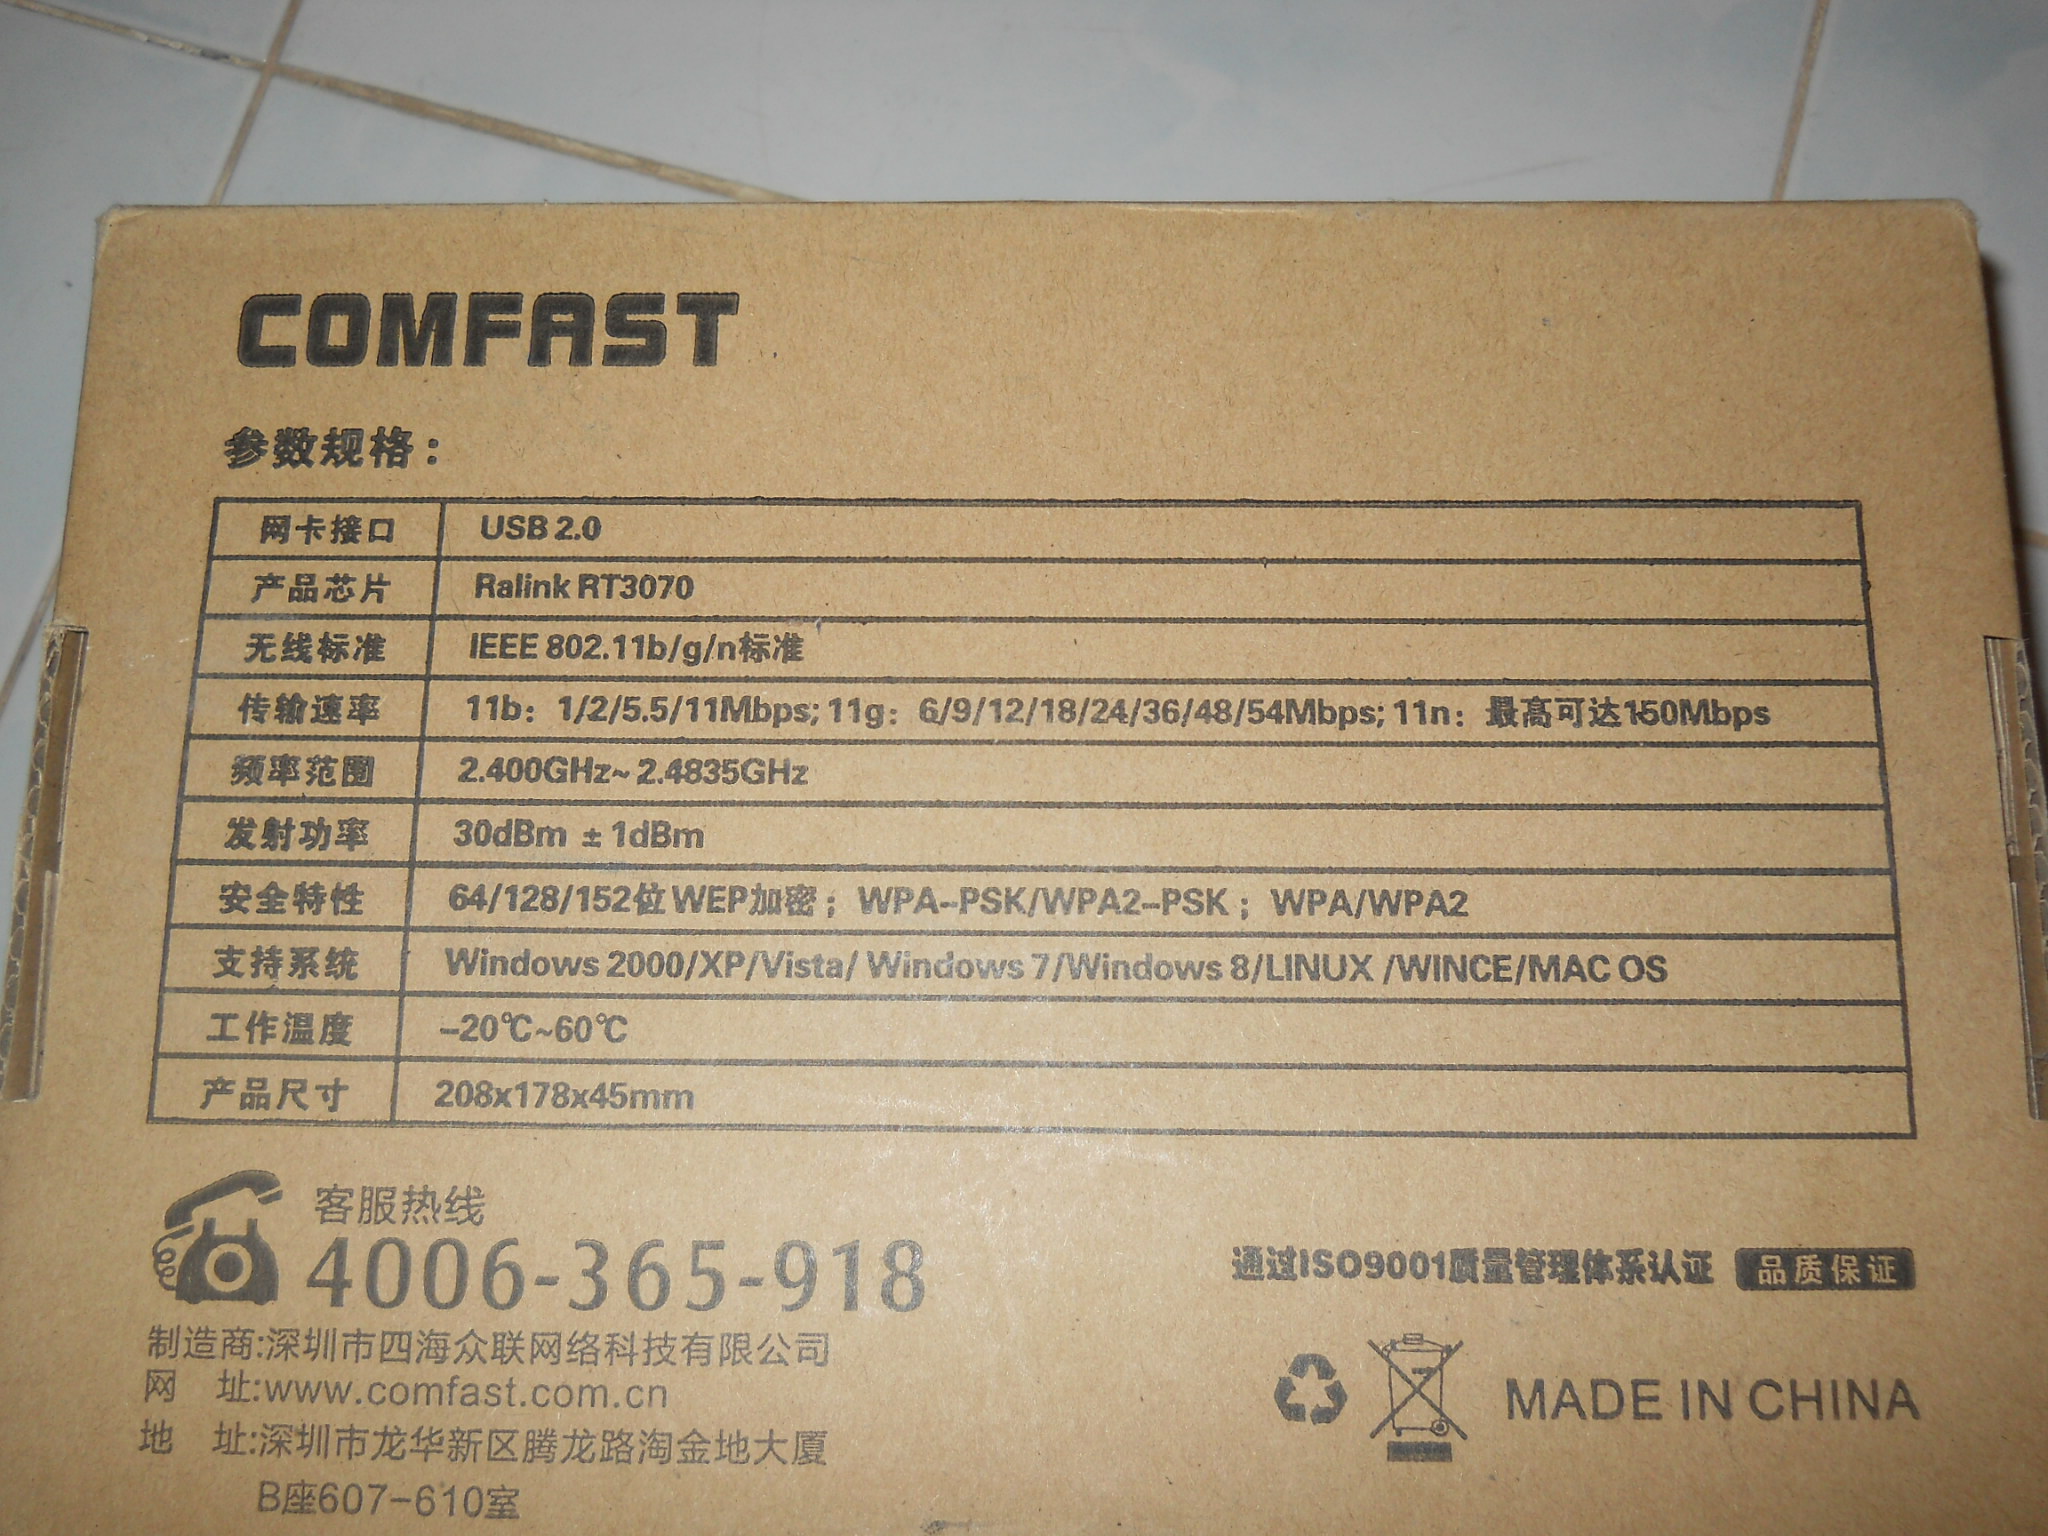 COMFAST
参数规格：
网卡接口 USB 2.0
产品芯片 Ralink RT3070
无线标准 IEEE 802.11b/g/n标准
传输速率 11b：1/2/5.5/11Mbps; 11g：6/9/12/18/24/36/48/54Mbps; 11n：最高可达150Mbps
频率范围 2.400GHz~ 2.4835GHz
发射功率 30dBm ± 1dBm
安全特性 64/128/152位 WEP加密；WPA-PSK/WPA2-PSK；WPA/WPA2
支持系统 Windows 2000/XP/Vista/ Windows 7/Windows 8/LINUX /WINCE/MAC OS
工作温度 -20℃~60℃
产品尺寸 208x178x45mm
客服热线
4006-365-918
通过ISO9001质量管理体系认证 品质保证
制造商:深圳市四海众联网络科技有限公司
网 址:www.comfast.com.cn
地 址:深圳市龙华新区腾龙路淘金地大厦
B座607-610室
MADE IN CHINA